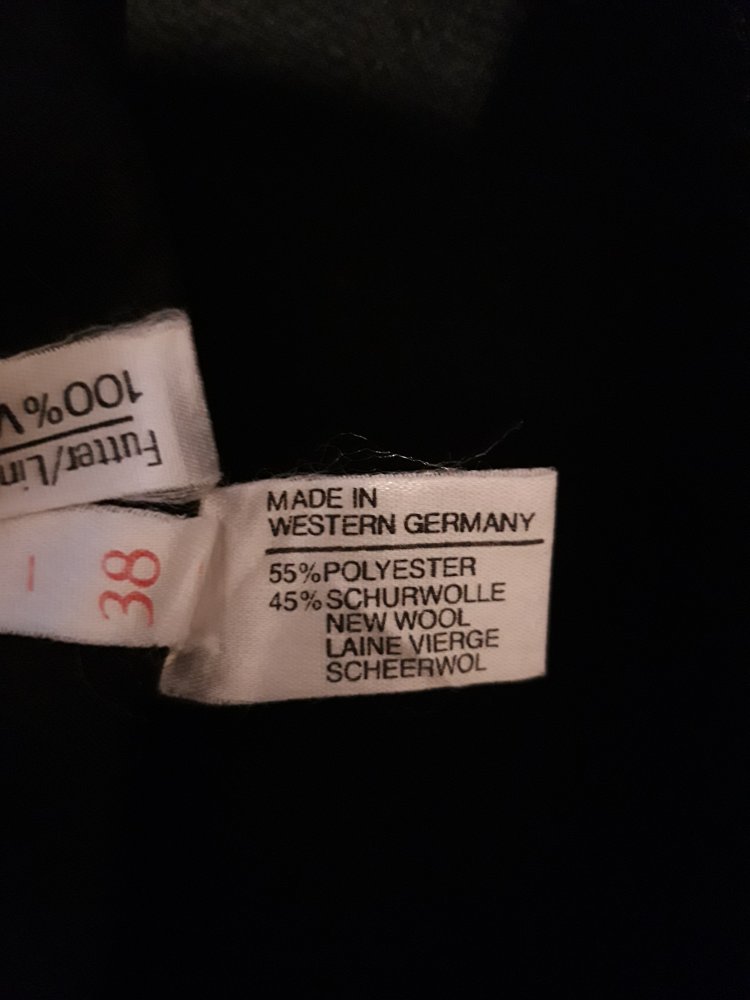 MADE IN
WESTERN GERMANY
55% POLYESTER
45% SCHURWOLLE
NEW WOOL
LAINE VIERGE
SCHEERWOL
38
Futter/Lin
100% V